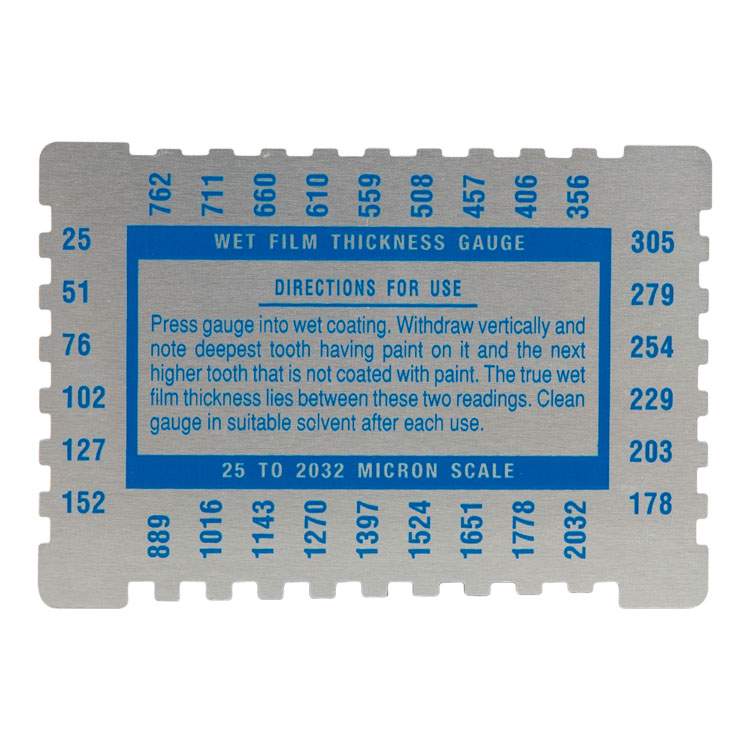 762 711 660 610 559 508 457 406 356
25 WET FILM THICKNESS GAUGE 305
DIRECTIONS FOR USE
51 279
Press gauge into wet coating. Withdraw vertically and
76 note deepest tooth having paint on it and the next 254
higher tooth that is not coated with paint. The true wet
102 film thickness lies between these two readings. Clean 229
gauge in suitable solvent after each use.
127 203
25 TO 2032 MICRON SCALE
152 178
889 1016 1143 1270 1397 1524 1651 1778 2032